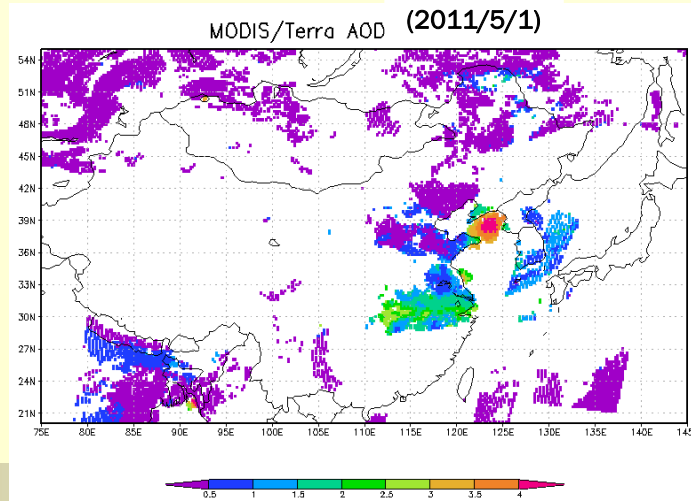 MODIS/Terra AOD (2011/5/1)
54N
51N
48N
45N
42N
39N
36N
33N
30N
27N
24N
21N
75E 80E 85E 90E 95E 100E 105E 110E 115E 120E 125E 130E 135E 140E 145E
0.5 1 1.5 2 2.5 3 3.5 4